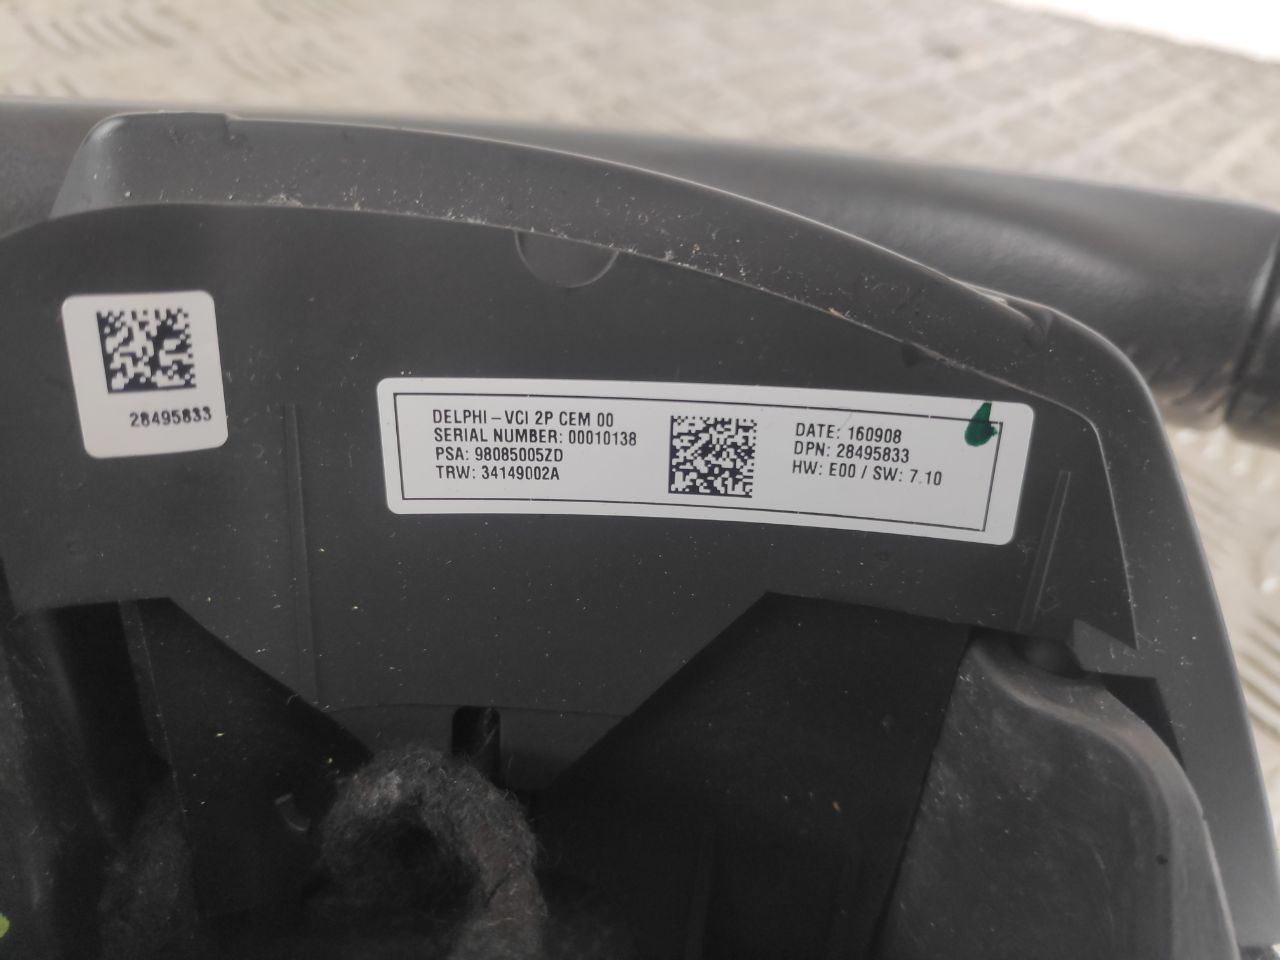 28495833
DELPHI – VCI 2P CEM 00
SERIAL NUMBER: 00010138
PSA: 98085005ZD
TRW: 34149002A
DATE: 160908
DPN: 28495833
HW: E00 / SW: 7.10